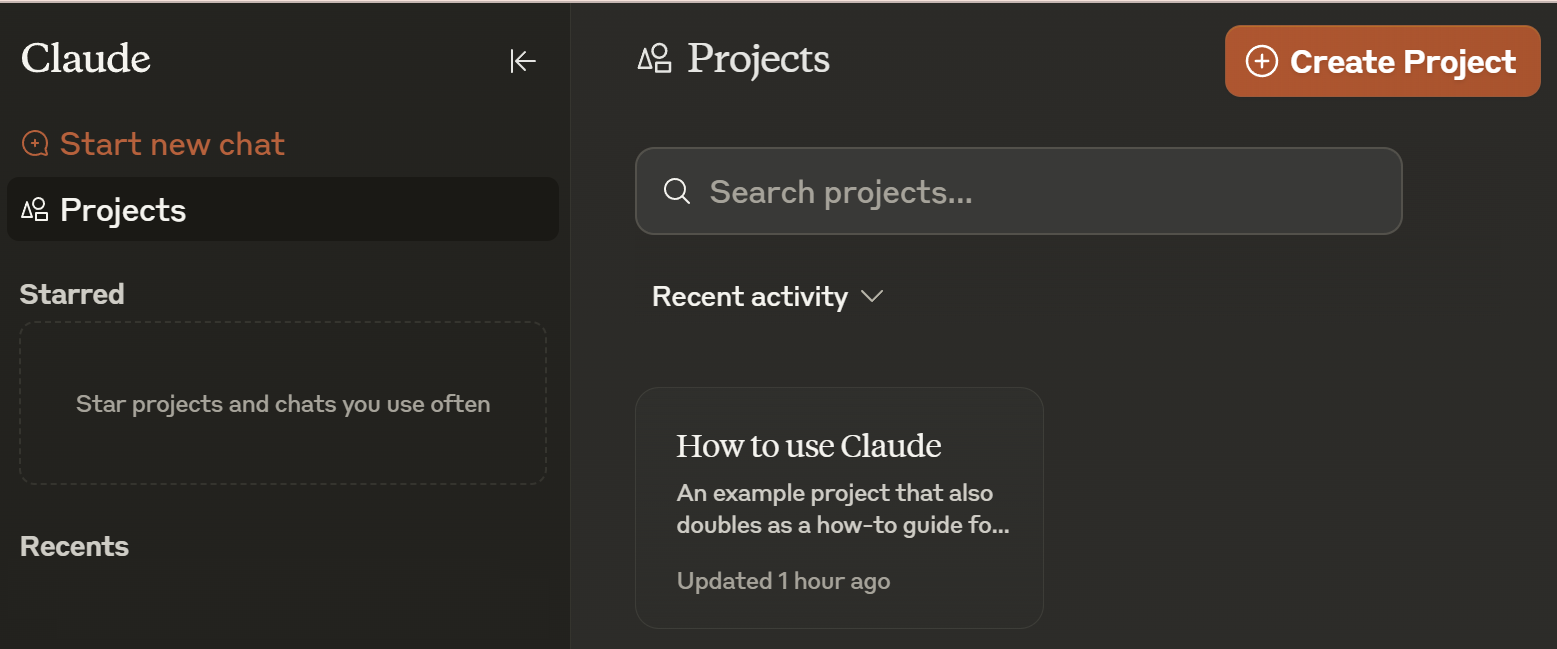 Claude
Start new chat
Projects
Starred
Star projects and chats you use often
Recents
Projects
Create Project
Search projects...
Recent activity
How to use Claude
An example project that also
doubles as a how-to guide fo...
Updated 1 hour ago